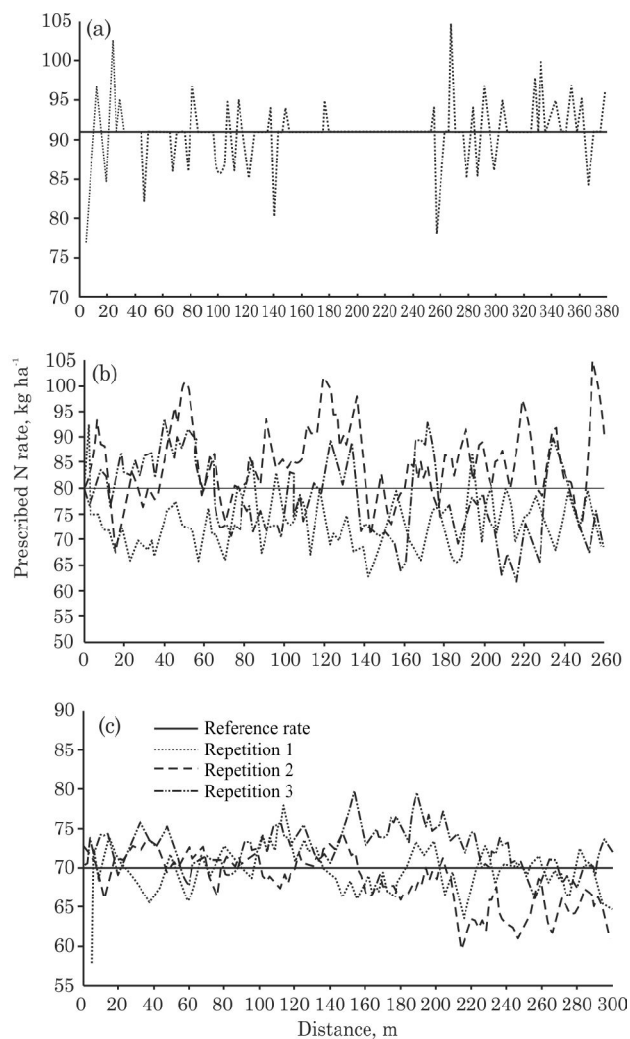 (a)
105
100
95
90
85
80
75
70
0 20 40 60 80 100 120 140 160 180 200 220 240 260 280 300 320 340 360 380
Prescribed N rate, kg ha-1
(b)
105
100
95
90
85
80
75
70
65
60
55
50
0 20 40 60 80 100 120 140 160 180 200 220 240 260
(c)
Reference rate
Repetition 1
Repetition 2
Repetition 3
90
85
80
75
70
65
60
55
0 20 40 60 80 100 120 140 160 180 200 220 240 260 280 300
Distance, m